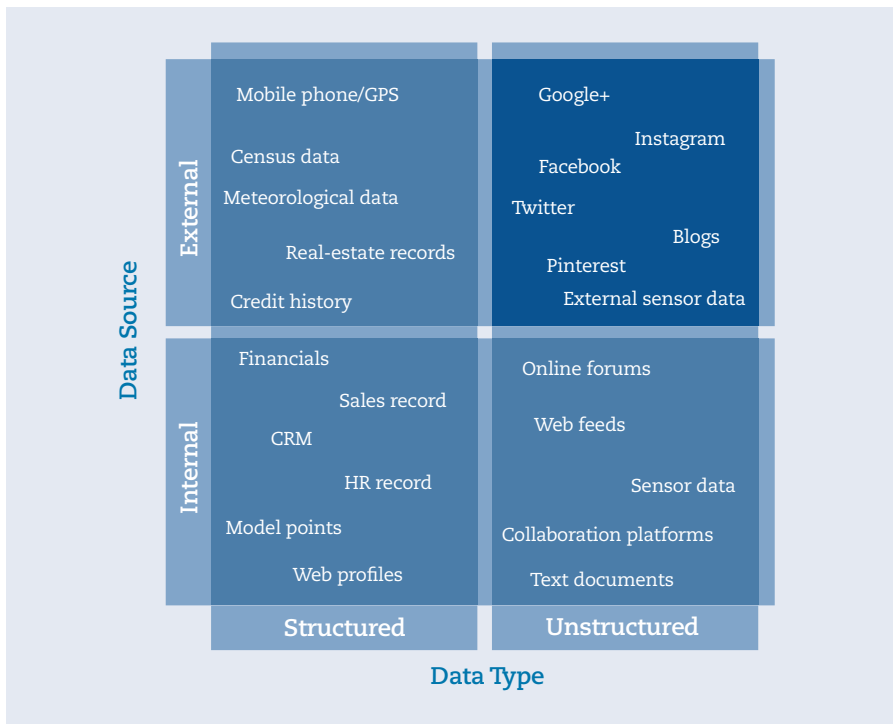 Data Source
External
Mobile phone/GPS
Census data
Meteorological data
Real-estate records
Credit history
Google+
Instagram
Facebook
Twitter
Blogs
Pinterest
External sensor data
Internal
Financials
Sales record
CRM
HR record
Model points
Web profiles
Online forums
Web feeds
Sensor data
Collaboration platforms
Text documents
Structured
Unstructured
Data Type